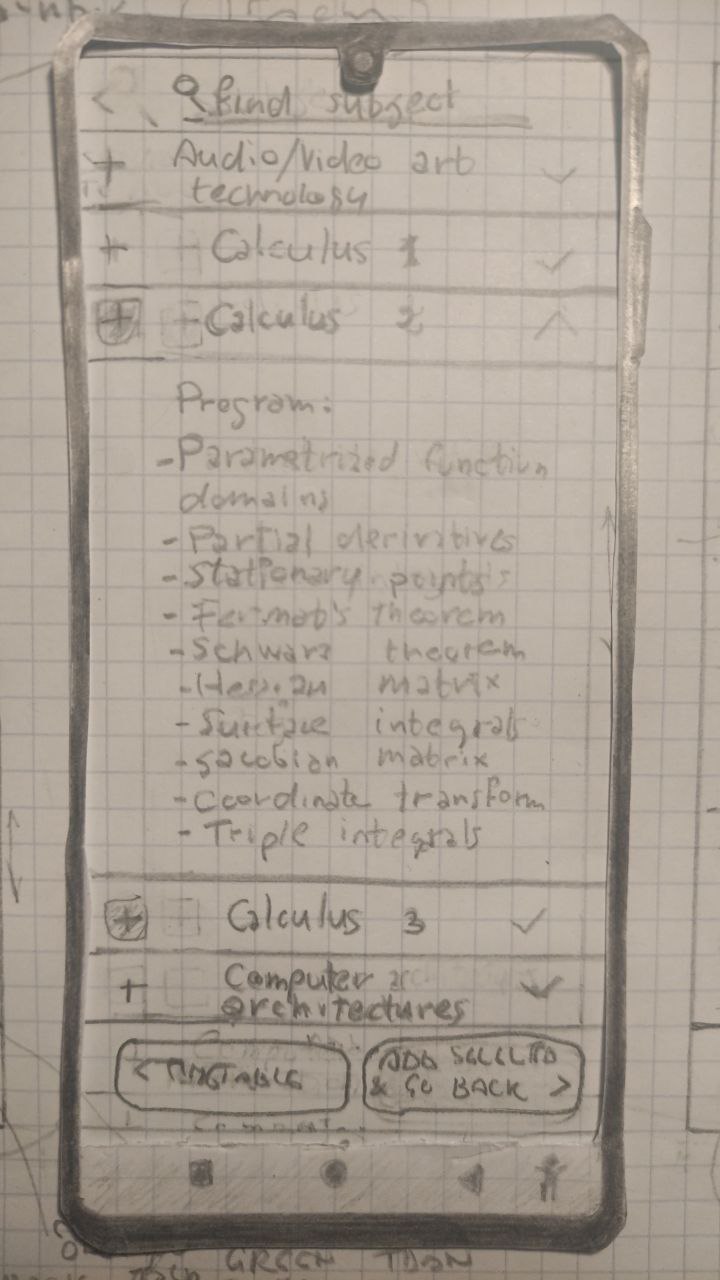 < Find subject
+ Audio/Video art
technology
+ Calculus 1
+ Calculus 2
Program:
- Parametrized function
domains
- Partial derivatives
- Stationary points
- Fermat's theorem
- Schwarz theorem
- Hessian matrix
- Surface integrals
- Jacobian matrix
- Coordinate transform
- Triple integrals
+ Calculus 3
+ Computer
architectures
< TIMETABLE
ADD SELECTED
& GO BACK >
GREEN